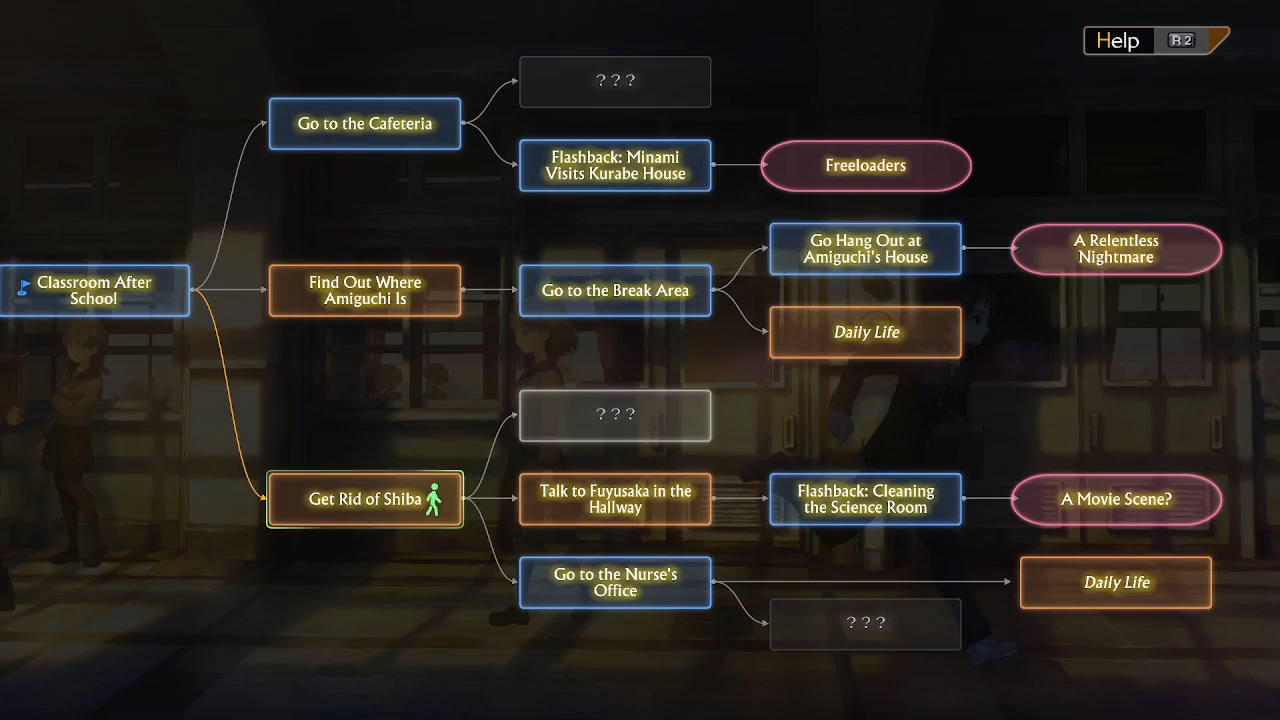 Help R2
? ? ?
Go to the Cafeteria
Flashback: Minami
Visits Kurabe House
Freeloaders
Go Hang Out at
Amiguchi's House
A Relentless
Nightmare
Classroom After
School
Find Out Where
Amiguchi Is
Go to the Break Area
Daily Life
? ? ?
Get Rid of Shiba
Talk to Fuyusaka in the
Hallway
Flashback: Cleaning
the Science Room
A Movie Scene?
Go to the Nurse's
Office
Daily Life
? ? ?